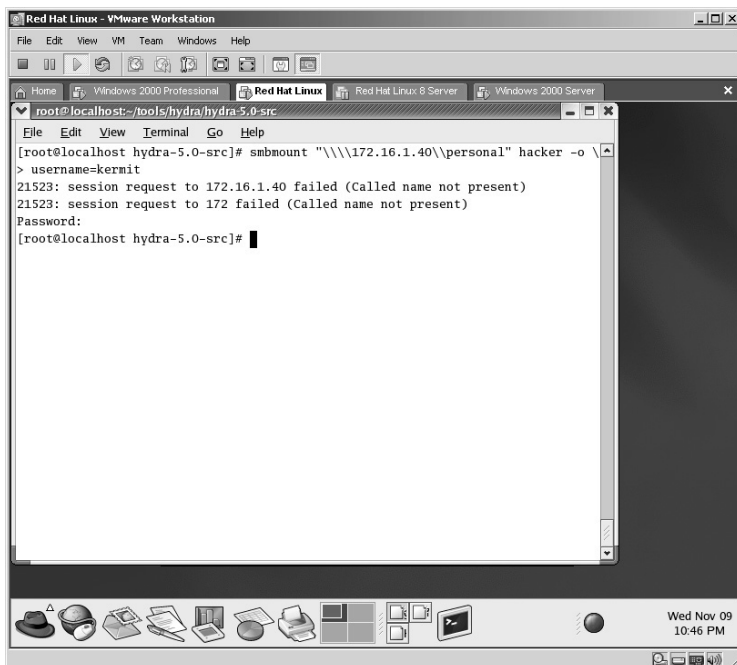 Red Hat Linux - VMware Workstation
File Edit View VM Team Windows Help
Home Windows 2000 Professional Red Hat Linux Red Hat Linux 8 Server Windows 2000 Server
root@localhost:~/tools/hydra/hydra-5.0-src
File Edit View Terminal Go Help
[root@localhost hydra-5.0-src]# smbmount "\\\\172.16.1.40\\personal" hacker -o \
> username=kermit
21523: session request to 172.16.1.40 failed (Called name not present)
21523: session request to 172 failed (Called name not present)
Password:
[root@localhost hydra-5.0-src]#
Wed Nov 09
10:46 PM